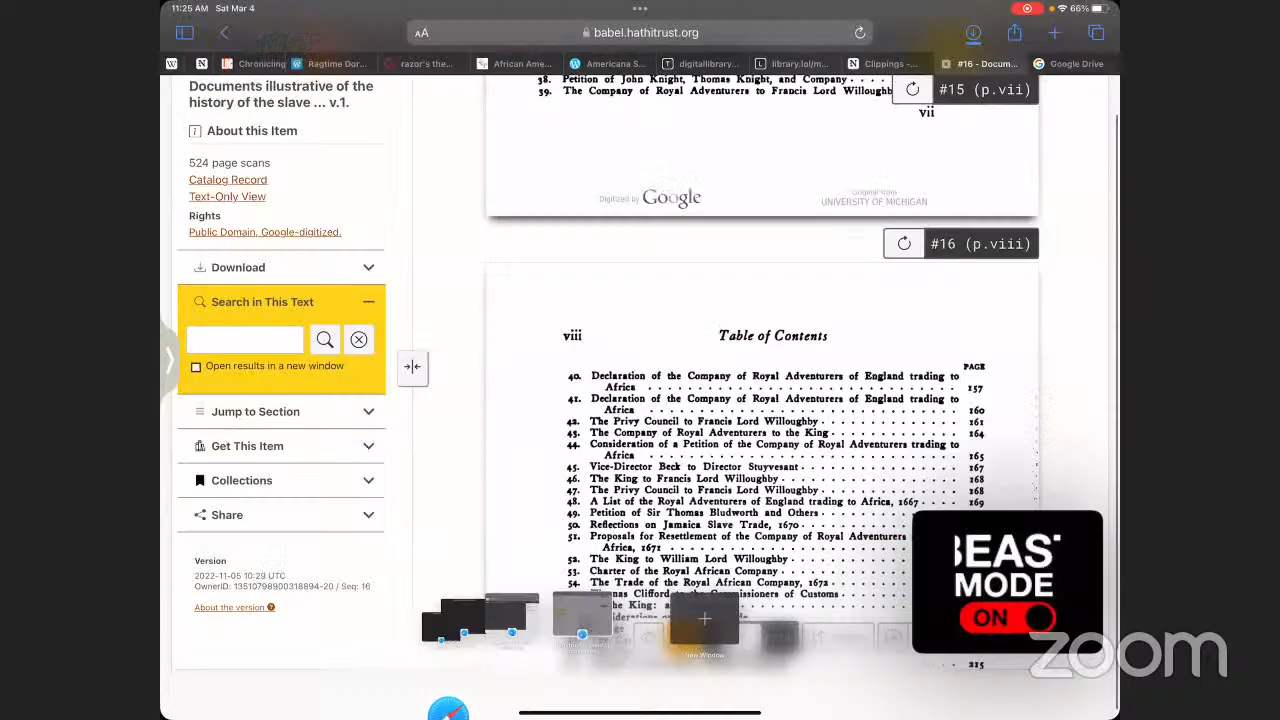 11:25 AM Sat Mar 4
66%
AA
babel.hathitrust.org
Chronicling
Ragtime Dor...
razor's the...
African Ame...
Americana S...
digitallibrary...
library.lol/m...
Clippings -...
#16 - Docum...
Google Drive
Documents illustrative of the
history of the slave ... v.1.
About this Item
524 page scans
Catalog Record
Text-Only View
Rights
Public Domain, Google-digitized.
Download
Search in This Text
Open results in a new window
Jump to Section
Get This Item
Collections
Share
Version
2022-11-05 10:29 UTC
OwnerID: 13510798900318894-20 / Seq: 16
About the version
38. Petition of John Knight, Thomas Knight, and Company
39. The Company of Royal Adventurers to Francis Lord Willoughb
#15 (p.vii)
vii
Digitized by Google
Original from
UNIVERSITY OF MICHIGAN
#16 (p.viii)
viii Table of Contents
PAGE
40. Declaration of the Company of Royal Adventurers of England trading to
Africa 157
41. Declaration of the Company of Royal Adventurers of England trading to
Africa 160
42. The Privy Council to Francis Lord Willoughby 161
43. The Company of Royal Adventurers to the King 164
44. Consideration of a Petition of the Company of Royal Adventurers trading to
Africa 165
45. Vice-Director Beck to Director Stuyvesant 167
46. The King to Francis Lord Willoughby 168
47. The Privy Council to Francis Lord Willoughby 168
48. A List of the Royal Adventurers of England trading to Africa, 1667 169
49. Petition of Sir Thomas Bludworth and Others
50. Reflections on Jamaica Slave Trade, 1670
51. Proposals for Resettlement of the Company of Royal Adventurers
Africa, 1671
52. The King to William Lord Willoughby
53. Charter of the Royal African Company
54. The Trade of the Royal African Company, 1672
Clifford to the Commissioners of Customs
he King:
215
New Window
BEAST
MODE
ON
zoom